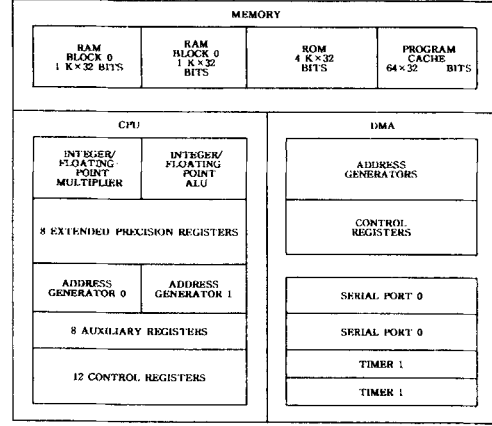 MEMORY
RAM
BLOCK 0
1 K×32 BITS
RAM
BLOCK 0
1 K×32
BITS
ROM
4 K×32
BITS
PROGRAM
CACHE
64×32 BITS
CPU
INTEGER/
FLOATING-
POINT
MULTIPLIER
INTEGER/
FLOATING
POINT
ALU
8 EXTENDED PRECISION REGISTERS
ADDRESS
GENERATOR 0
ADDRESS
GENERATOR 1
8 AUXILIARY REGISTERS
12 CONTROL REGISTERS
DMA
ADDRESS
GENERATORS
CONTROL
REGISTERS
SERIAL PORT 0
SERIAL PORT 0
TIMER 1
TIMER 1